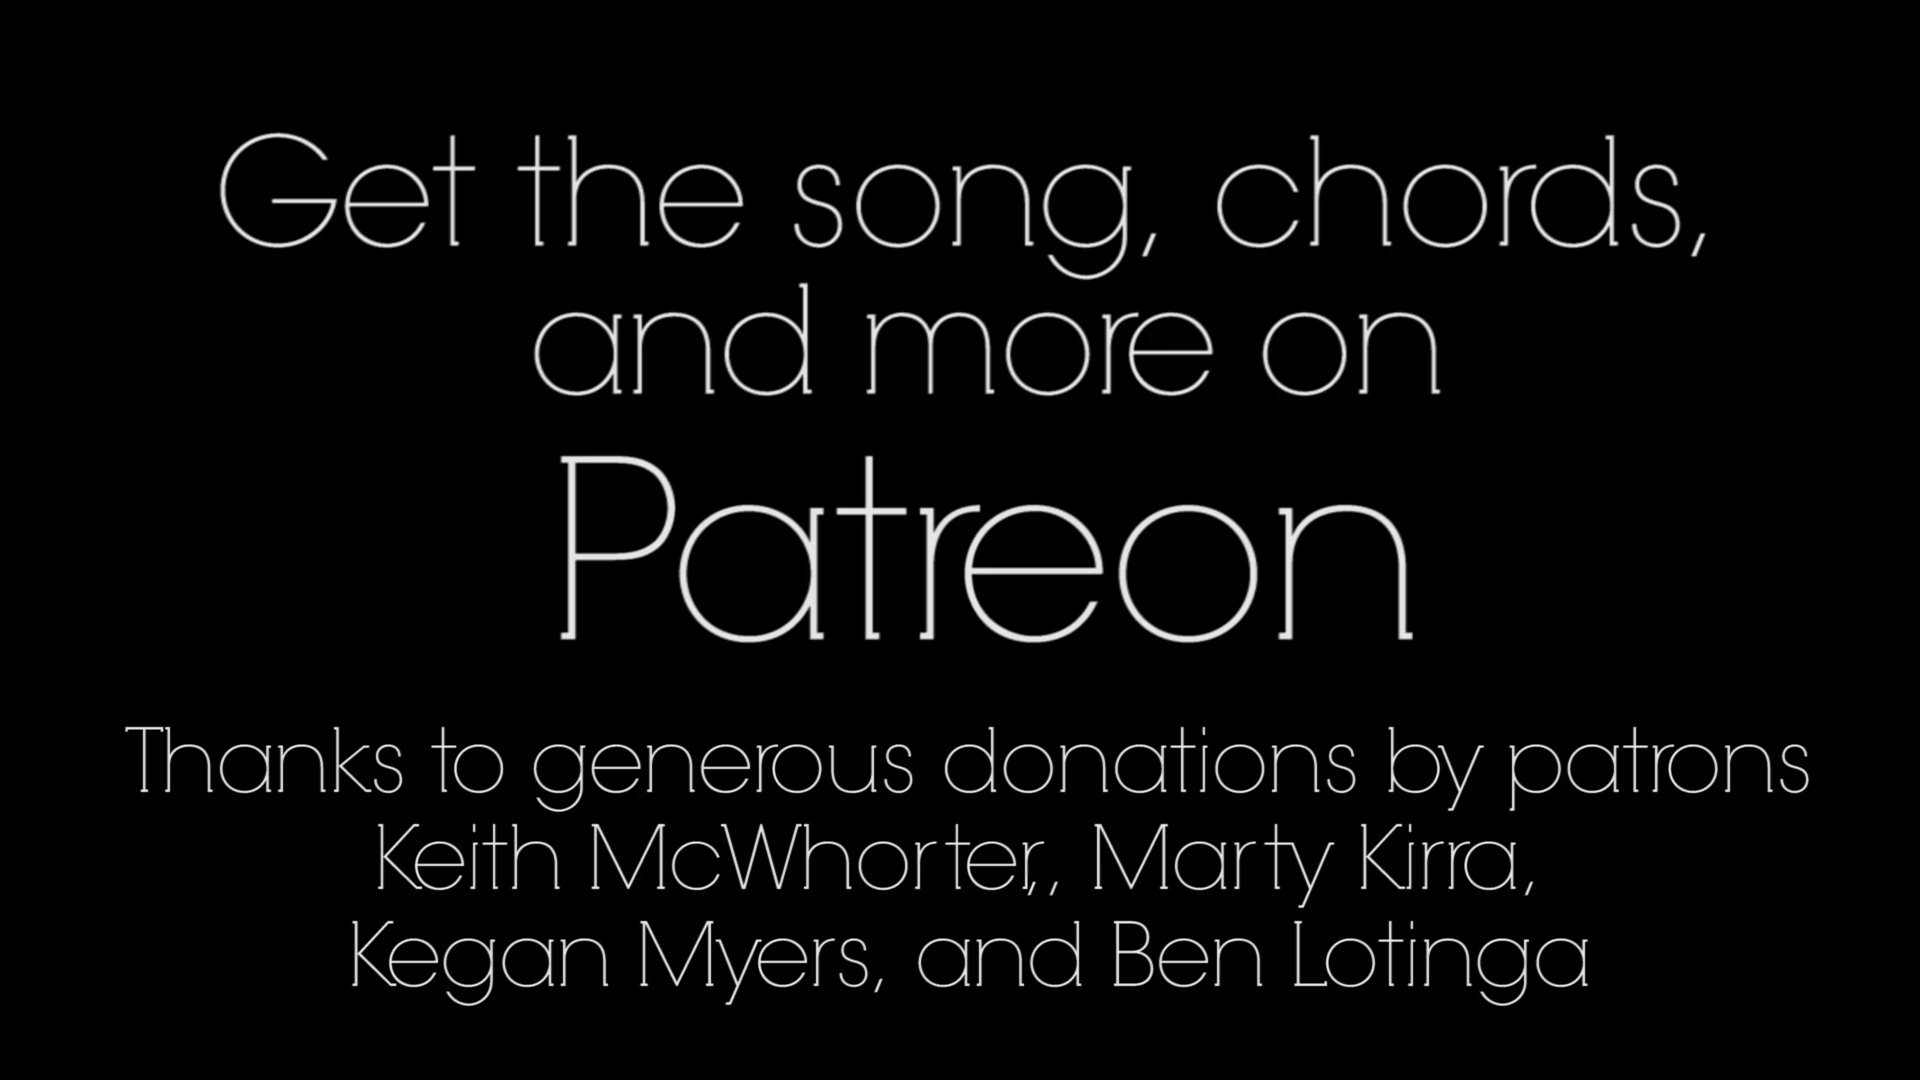 Get the song, chords,
and more on
Patreon
Thanks to generous donations by patrons
Keith McWhorter,, Marty Kirra,
Kegan Myers, and Ben Lotinga